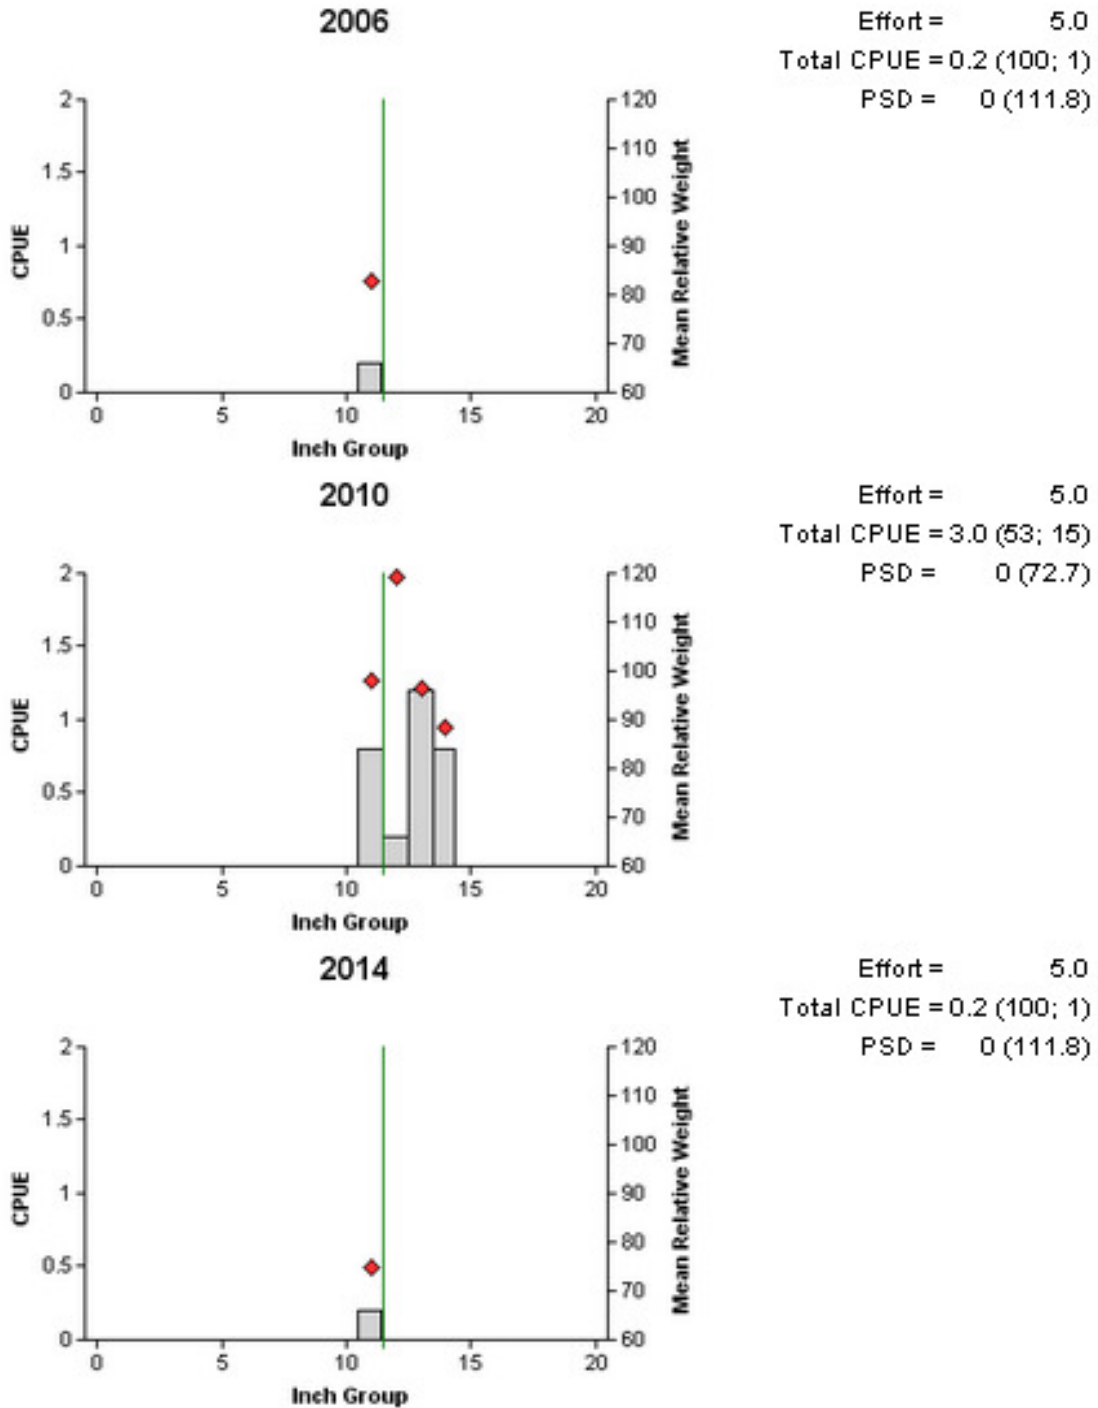 2006
Effort = 5.0
Total CPUE = 0.2 (100; 1)
PSD = 0 (111.8)
2
1.5
1
0.5
0
CPUE
120
110
100
90
80
70
60
Mean Relative Weight
0 5 10 15 20
Inch Group
2010
Effort = 5.0
Total CPUE = 3.0 (53; 15)
PSD = 0 (72.7)
2
1.5
1
0.5
0
CPUE
120
110
100
90
80
70
60
Mean Relative Weight
0 5 10 15 20
Inch Group
2014
Effort = 5.0
Total CPUE = 0.2 (100; 1)
PSD = 0 (111.8)
2
1.5
1
0.5
0
CPUE
120
110
100
90
80
70
60
Mean Relative Weight
0 5 10 15 20
Inch Group